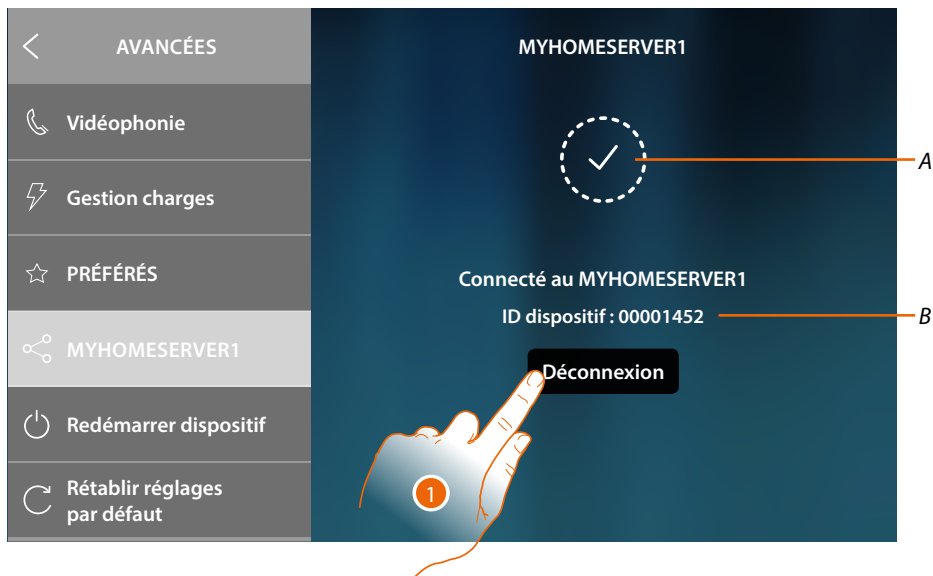 AVANCÉES
Vidéophonie
Gestion charges
PRÉFÉRÉS
MYHOMESERVER1
Redémarrer dispositif
Rétablir réglages
par défaut
MYHOMESERVER1
A
Connecté au MYHOMESERVER1
ID dispositif : 00001452
B
Déconnexion
1